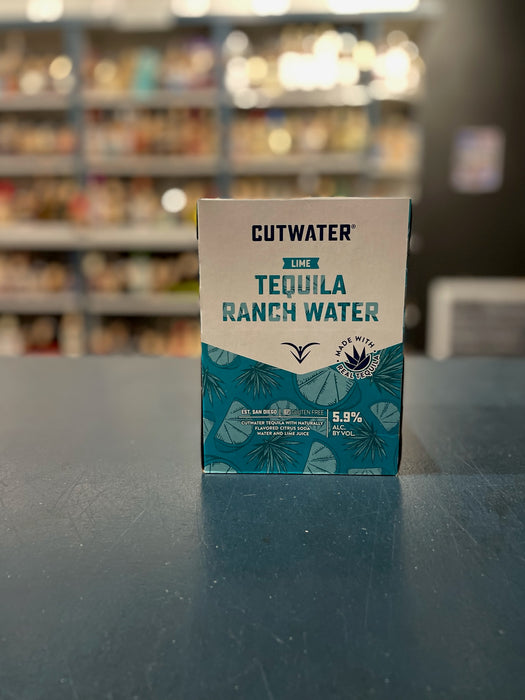 CUTWATER®
LIME
TEQUILA
RANCH WATER
MADE WITH
REAL TEQUILA
EST. SAN DIEGO | GF GLUTEN FREE
CUTWATER TEQUILA WITH NATURALLY
FLAVORED CITRUS SODA
WATER AND LIME JUICE
5.9%
ALC.
BY VOL.